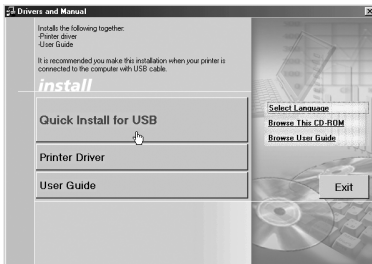 Drivers and Manual
Installs the following together:
-Printer driver
-User Guide
It is recommended you make this installation when your printer is
connected to the computer with USB cable.
install
Quick Install for USB
Printer Driver
User Guide
Select Language
Browse This CD-ROM
Browse User Guide
Exit